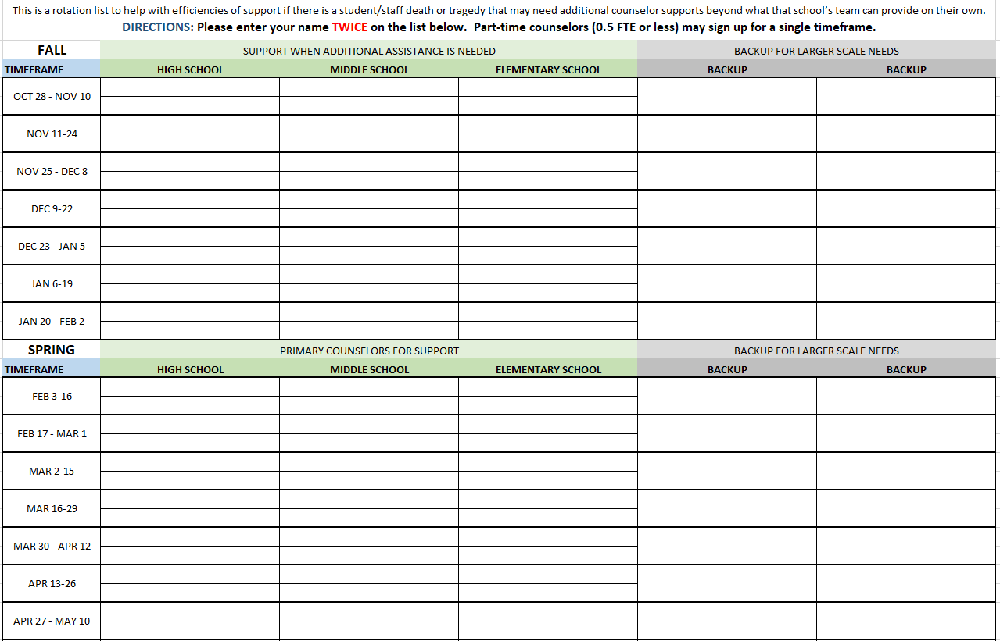 This is a rotation list to help with efficiencies of support if there is a student/staff death or tragedy that may need additional counselor supports beyond what that school's team can provide on their own.
DIRECTIONS: Please enter your name TWICE on the list below. Part-time counselors (0.5 FTE or less) may sign up for a single timeframe.
FALL SUPPORT WHEN ADDITIONAL ASSISTANCE IS NEEDED BACKUP FOR LARGER SCALE NEEDS
TIMEFRAME HIGH SCHOOL MIDDLE SCHOOL ELEMENTARY SCHOOL BACKUP BACKUP
OCT 28 - NOV 10
NOV 11-24
NOV 25 - DEC 8
DEC 9-22
DEC 23 - JAN 5
JAN 6-19
JAN 20 - FEB 2
SPRING PRIMARY COUNSELORS FOR SUPPORT BACKUP FOR LARGER SCALE NEEDS
TIMEFRAME HIGH SCHOOL MIDDLE SCHOOL ELEMENTARY SCHOOL BACKUP BACKUP
FEB 3-16
FEB 17 - MAR 1
MAR 2-15
MAR 16-29
MAR 30 - APR 12
APR 13-26
APR 27 - MAY 10